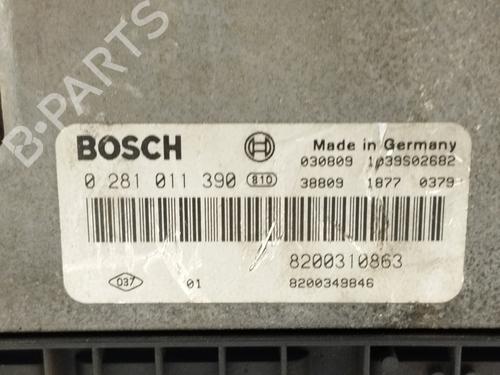 B-PARTS
BOSCH
Made in Germany
030809 1039S02682
0 281 011 390 810
38809 1877 0379
8200310863
037 01 8200349846